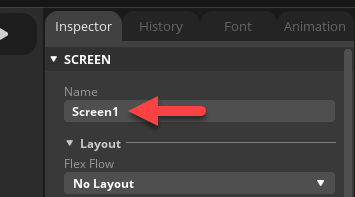 Inspector History Font Animation
SCREEN
Name
Screen1
Layout
Flex Flow
No Layout